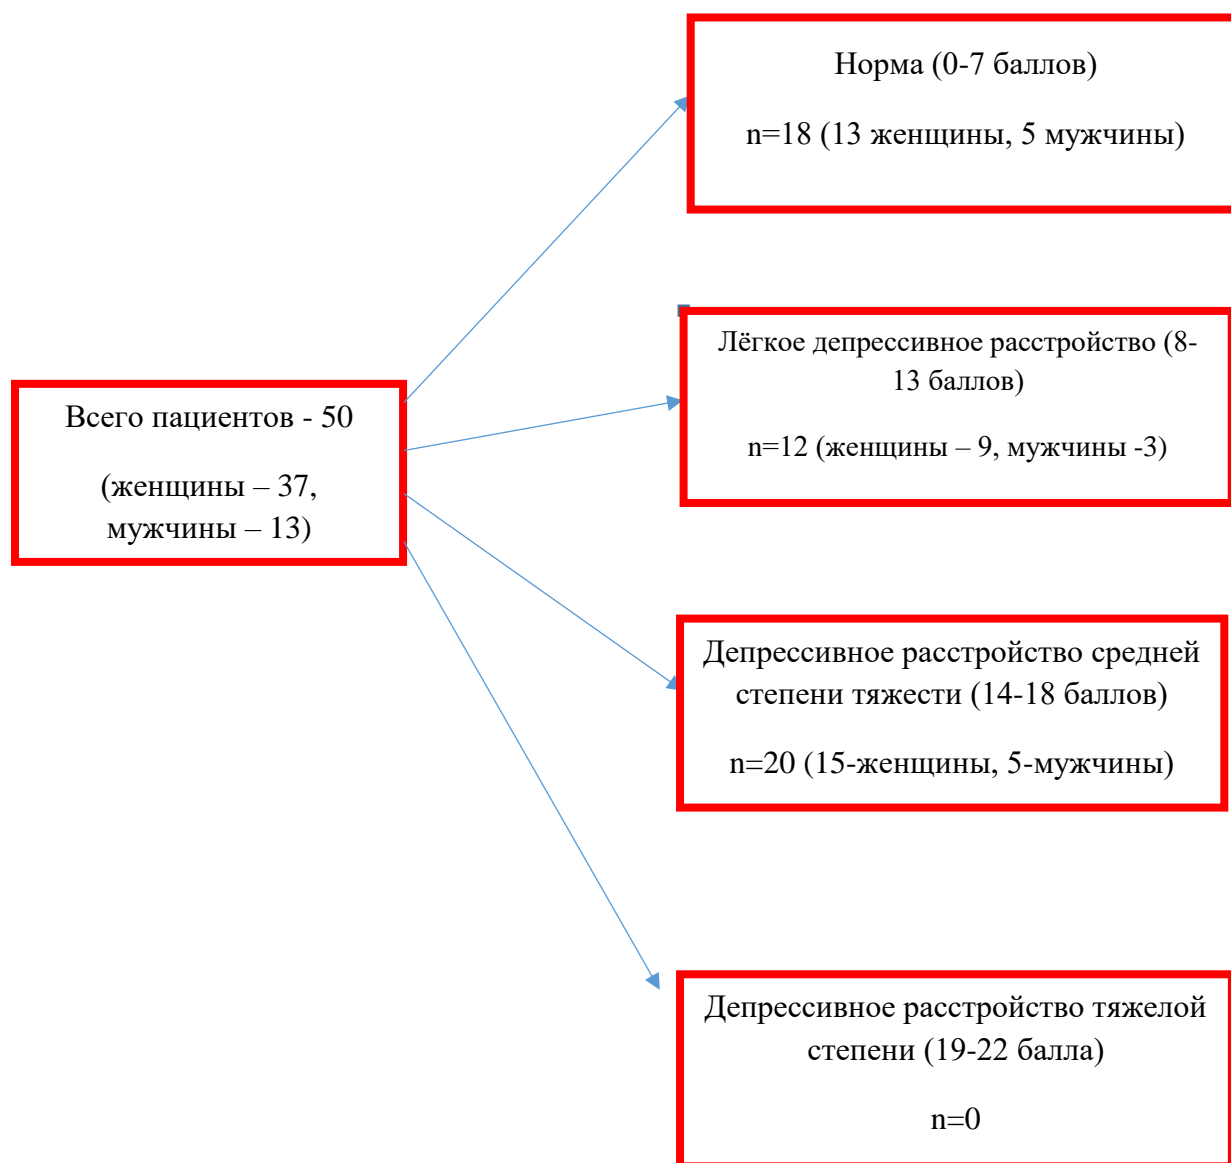 Норма (0-7 баллов)
n=18 (13 женщины, 5 мужчины)
Лёгкое депрессивное расстройство (8-
13 баллов)
n=12 (женщины – 9, мужчины -3)
Всего пациентов - 50
(женщины – 37,
мужчины – 13)
Депрессивное расстройство средней
степени тяжести (14-18 баллов)
n=20 (15-женщины, 5-мужчины)
Депрессивное расстройство тяжелой
степени (19-22 балла)
n=0